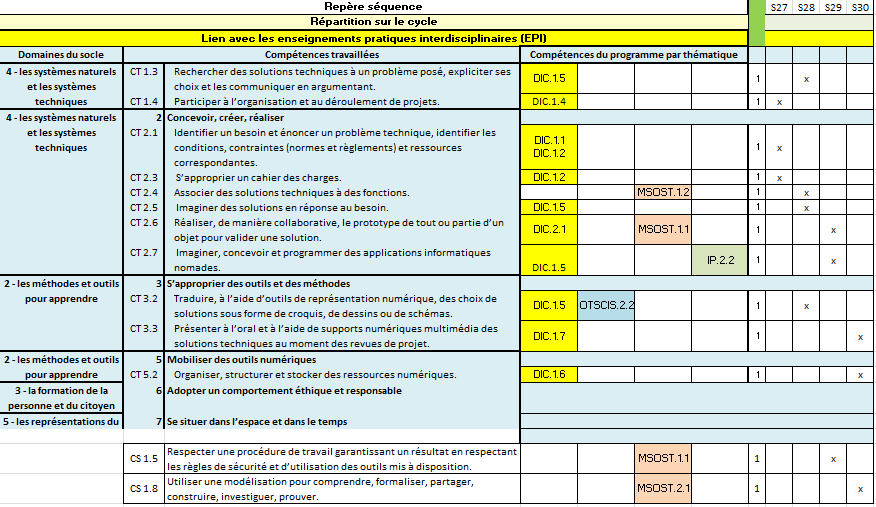 Repère séquence S27 S28 S29 S30
Répartition sur le cycle
Lien avec les enseignements pratiques interdisciplinaires (EPI)
Domaines du socle Compétences travaillées Compétences du programme par thématique
4 - les systèmes naturels et les systèmes techniques
CT 1.3 Rechercher des solutions techniques à un problème posé, expliciter ses
choix et les communiquer en argumentant. DIC.1.5 1 x
CT 1.4 Participer à l'organisation et au déroulement de projets. DIC.1.4 1 x
4 - les systèmes naturels et les systèmes techniques
2 Concevoir, créer, réaliser
CT 2.1 Identifier un besoin et énoncer un problème technique, identifier les
conditions, contraintes (normes et règlements) et ressources
correspondantes. DIC.1.1 DIC.1.2 1 x
CT 2.3 S'approprier un cahier des charges. DIC.1.2 1 x
CT 2.4 Associer des solutions techniques à des fonctions. MSOST.1.2 1 x
CT 2.5 Imaginer des solutions en réponse au besoin. DIC.1.5 1 x
CT 2.6 Réaliser, de manière collaborative, le prototype de tout ou partie d'un
objet pour valider une solution. DIC.2.1 MSOST.1.1 1 x
CT 2.7 Imaginer, concevoir et programmer des applications informatiques
nomades. DIC.1.5 IP.2.2 1 x
2 - les méthodes et outils pour apprendre
3 S'approprier des outils et des méthodes
CT 3.2 Traduire, à l'aide d'outils de représentation numérique, des choix de
solutions sous forme de croquis, de dessins ou de schémas. DIC.1.5 OTSCIS.2.2 1 x
CT 3.3 Présenter à l'oral et à l'aide de supports numériques multimédia des
solutions techniques au moment des revues de projet. DIC.1.7 1 x
2 - les méthodes et outils pour apprendre
5 Mobiliser des outils numériques
CT 5.2 Organiser, structurer et stocker des ressources numériques. DIC.1.6 1 x
3 - la formation de la personne et du citoyen
6 Adopter un comportement éthique et responsable
5 - les représentations du 7 Se situer dans l'espace et dans le temps
CS 1.5 Respecter une procédure de travail garantissant un résultat en respectant
les règles de sécurité et d'utilisation des outils mis à disposition. MSOST.1.1 1 x
CS 1.8 Utiliser une modélisation pour comprendre, formaliser, partager,
construire, investiguer, prouver. MSOST.2.1 1 x